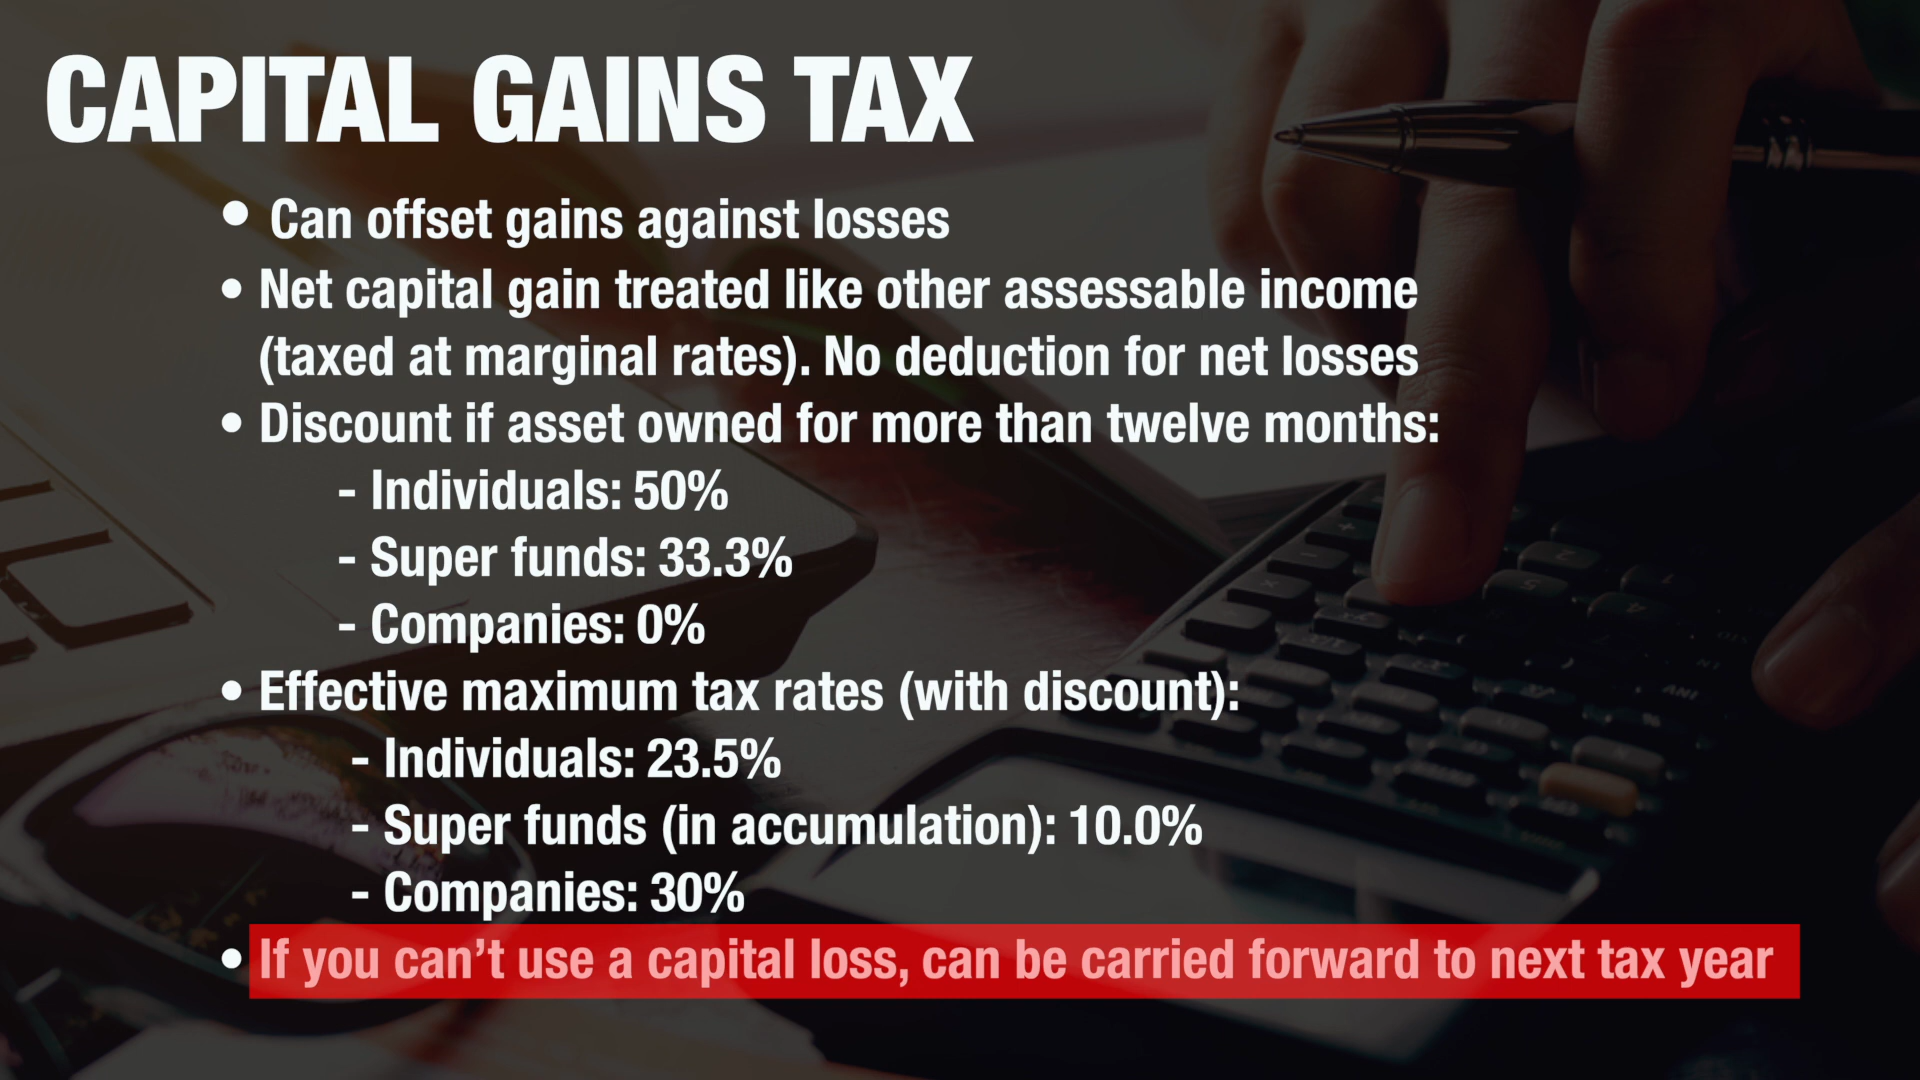 CAPITAL GAINS TAX
• Can offset gains against losses
• Net capital gain treated like other assessable income
(taxed at marginal rates). No deduction for net losses
• Discount if asset owned for more than twelve months:
- Individuals: 50%
- Super funds: 33.3%
- Companies: 0%
• Effective maximum tax rates (with discount):
- Individuals: 23.5%
- Super funds (in accumulation): 10.0%
- Companies: 30%
• If you can’t use a capital loss, can be carried forward to next tax year